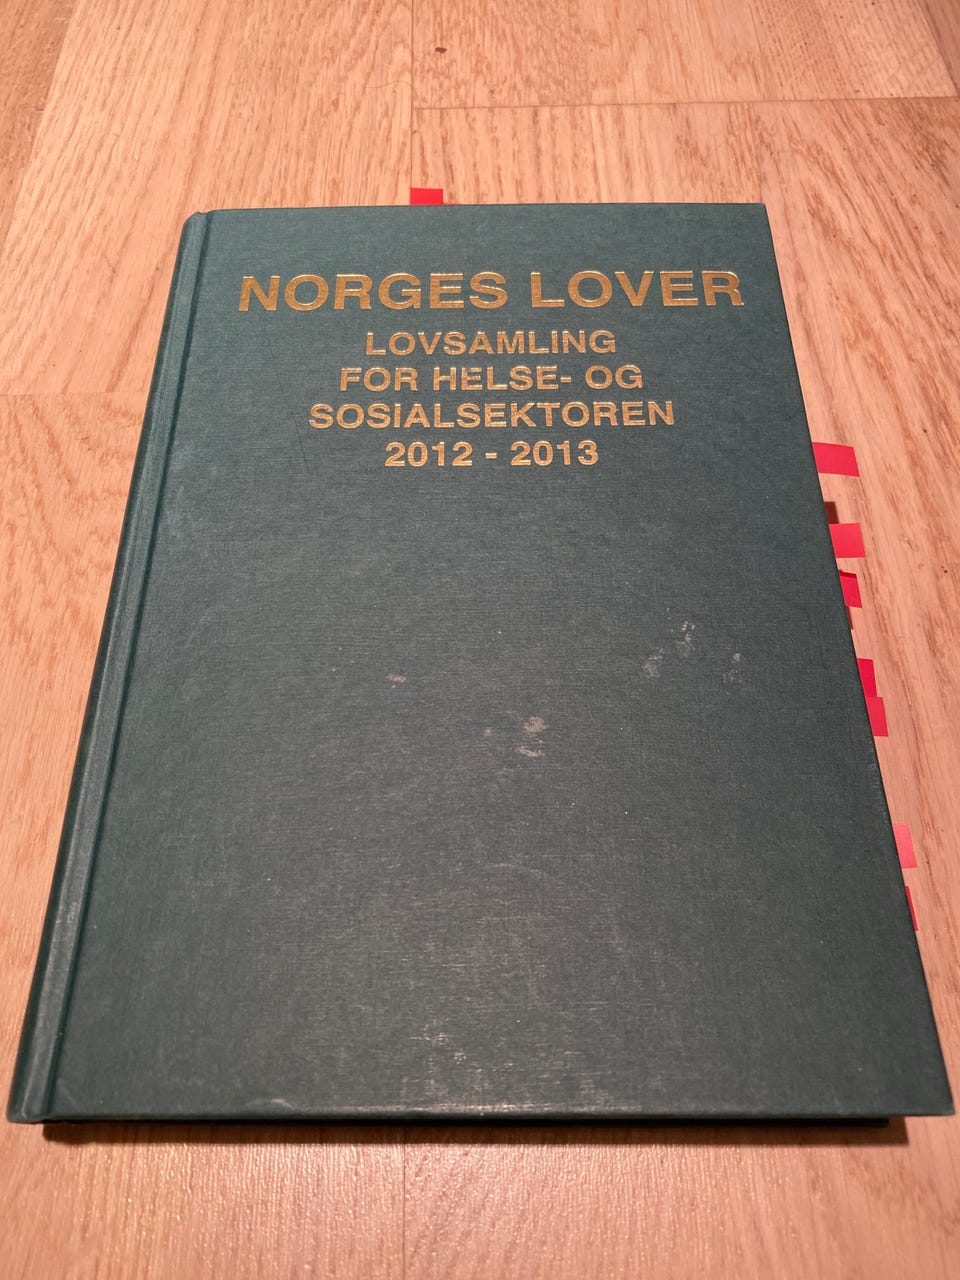 NORGES LOVER
LOVSAMLING
FOR HELSE- OG
SOSIALSEKTOREN
2012 - 2013